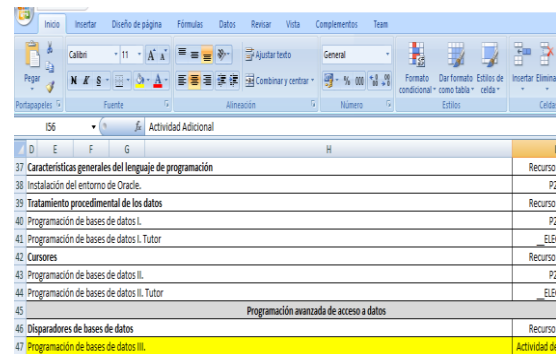 Inicio Insertar Diseño de página Fórmulas Datos Revisar Vista Complementos Team
Calibri 11 A A Ajustar texto General
Pegar N K S A Combinar y centrar % 000 Formato condicional Dar formato como tabla Estilos de celda Insertar Elimina
Portapapeles Fuente Alineación Número Estilos Celda
I56 fx Actividad Adicional
D E F G H
37 Características generales del lenguaje de programación Recurso
38 Instalación del entorno de Oracle. P2
39 Tratamiento procedimental de los datos Recurso
40 Programación de bases de datos I. P2
41 Programación de bases de datos I. Tutor __ELE
42 Cursores Recurso
43 Programación de bases de datos II. P2
44 Programación de bases de datos II. Tutor __ELE
45 Programación avanzada de acceso a datos
46 Disparadores de bases de datos Recurso
47 Programación de bases de datos III. Actividad de